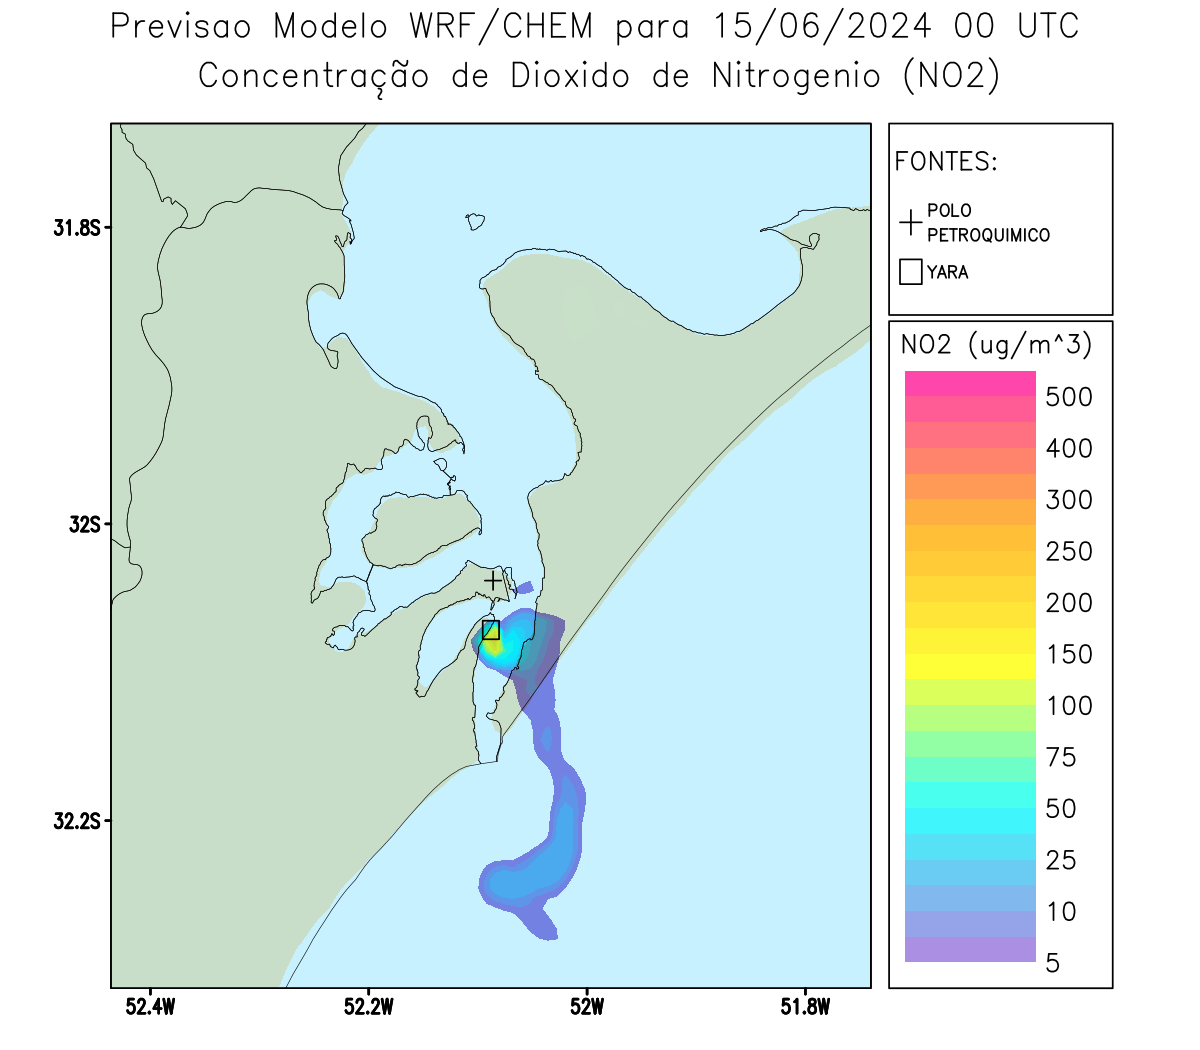 Previsao Modelo WRF/CHEM para 15/06/2024 00 UTC
Concentração de Dioxido de Nitrogenio (NO2)
FONTES:
POLO
PETROQUIMICO
YARA
NO2 (ug/m^3)
500
400
300
250
200
150
100
75
50
25
10
5
31.8S
32S
32.2S
52.4W
52.2W
52W
51.8W